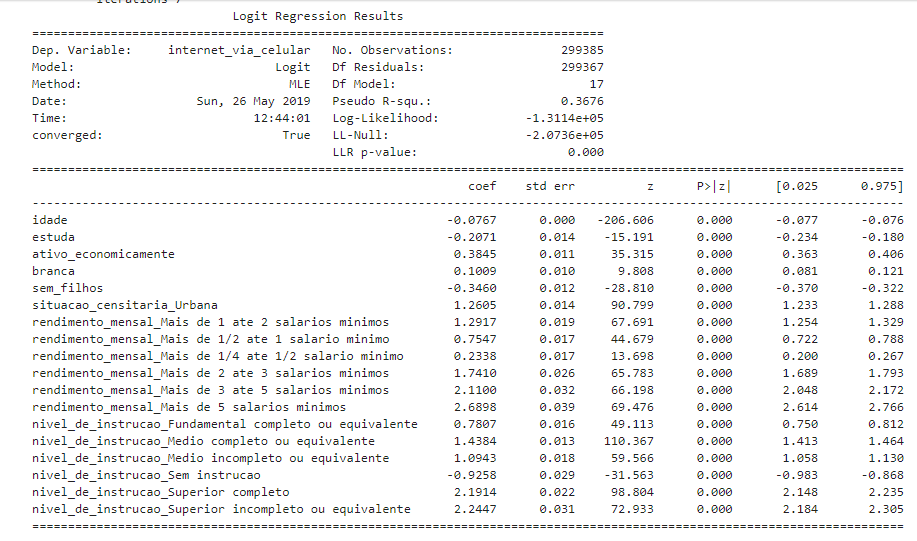 Iterations 7
Logit Regression Results
==============================================================================
Dep. Variable: internet_via_celular No. Observations: 299385
Model: Logit Df Residuals: 299367
Method: MLE Df Model: 17
Date: Sun, 26 May 2019 Pseudo R-squ.: 0.3676
Time: 12:44:01 Log-Likelihood: -1.3114e+05
converged: True LL-Null: -2.0736e+05
LLR p-value: 0.000
==============================================================================
coef std err z P>|z| [0.025 0.975]
------------------------------------------------------------------------------
idade -0.0767 0.000 -206.606 0.000 -0.077 -0.076
estuda -0.2071 0.014 -15.191 0.000 -0.234 -0.180
ativo_economicamente 0.3845 0.011 35.315 0.000 0.363 0.406
branca 0.1009 0.010 9.808 0.000 0.081 0.121
sem_filhos -0.3460 0.012 -28.810 0.000 -0.370 -0.322
situacao_censitaria_Urbana 1.2605 0.014 90.799 0.000 1.233 1.288
rendimento_mensal_Mais de 1 ate 2 salarios minimos 1.2917 0.019 67.691 0.000 1.254 1.329
rendimento_mensal_Mais de 1/2 ate 1 salario minimo 0.7547 0.017 44.679 0.000 0.722 0.788
rendimento_mensal_Mais de 1/4 ate 1/2 salario minimo 0.2338 0.017 13.698 0.000 0.200 0.267
rendimento_mensal_Mais de 2 ate 3 salarios minimos 1.7410 0.026 65.783 0.000 1.689 1.793
rendimento_mensal_Mais de 3 ate 5 salarios minimos 2.1100 0.032 66.198 0.000 2.048 2.172
rendimento_mensal_Mais de 5 salarios minimos 2.6898 0.039 69.476 0.000 2.614 2.766
nivel_de_instrucao_Fundamental completo ou equivalente 0.7807 0.016 49.113 0.000 0.750 0.812
nivel_de_instrucao_Medio completo ou equivalente 1.4384 0.013 110.367 0.000 1.413 1.464
nivel_de_instrucao_Medio incompleto ou equivalente 1.0943 0.018 59.566 0.000 1.058 1.130
nivel_de_instrucao_Sem instrucao -0.9258 0.029 -31.563 0.000 -0.983 -0.868
nivel_de_instrucao_Superior completo 2.1914 0.022 98.804 0.000 2.148 2.235
nivel_de_instrucao_Superior incompleto ou equivalente 2.2447 0.031 72.933 0.000 2.184 2.305
==============================================================================